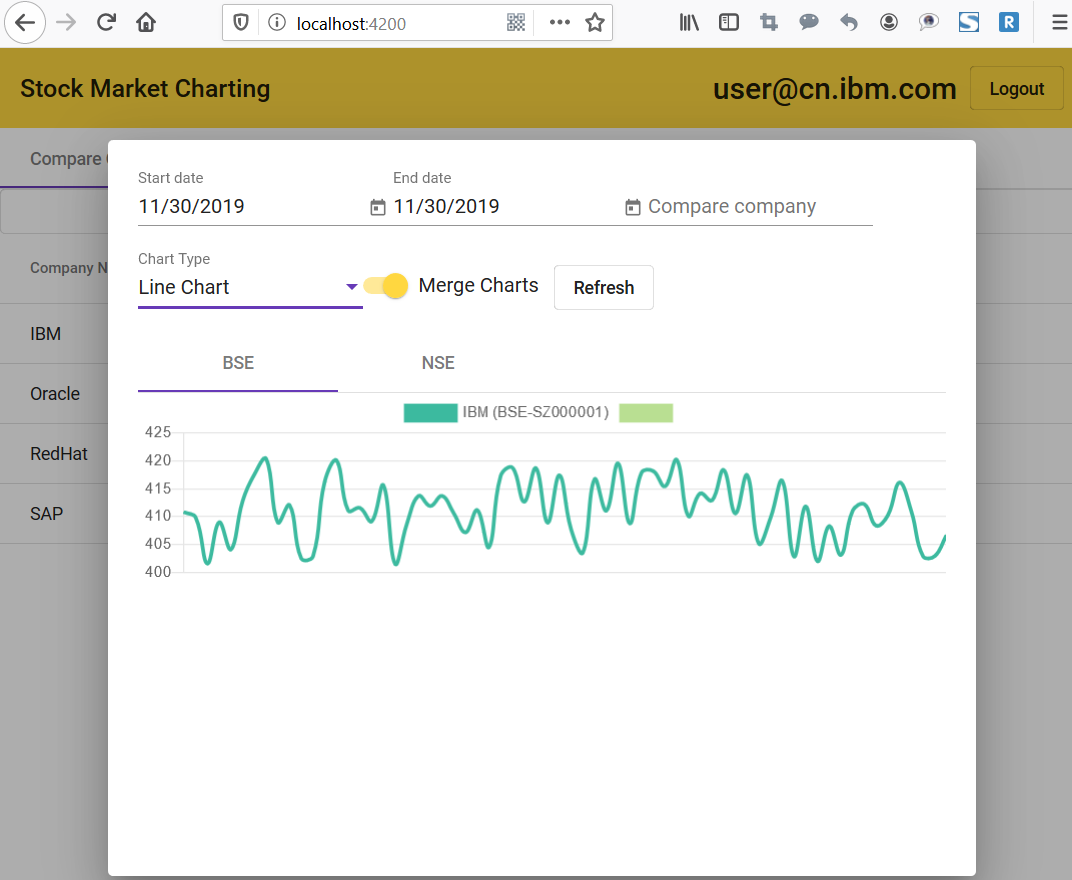 localhost:4200
Stock Market Charting
user@cn.ibm.com
Logout
Compare
Start date
End date
11/30/2019
11/30/2019
Compare company
Chart Type
Line Chart
Merge Charts
Refresh
Company N
IBM
Oracle
RedHat
SAP
BSE
NSE
IBM (BSE-SZ000001)
425
420
415
410
405
400
S
R